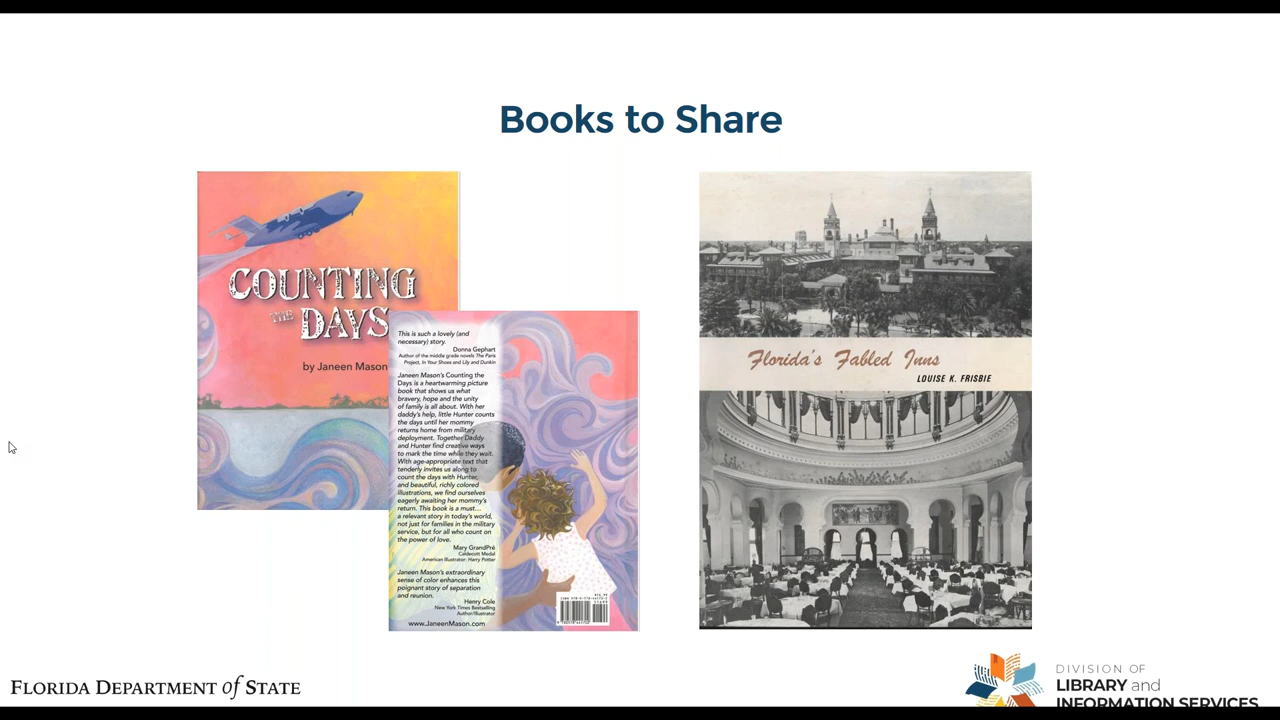 Books to Share
COUNTING
THE DAYS
by Janeen Mason
This is such a lovely (and
necessary) story.
Donna Gephart
Author of the middle grade novels The Paris
Project, In Your Shoes and Lily and Dunkin
Janeen Mason's Counting the
Days is a heartwarming picture
book that shows us what
bravery, hope and the unity
of family is all about. With her
daddy's help, little Hunter counts
the days until her mommy
returns home from military
deployment. Together Daddy
and Hunter find creative ways
to mark the time while they wait.
With age-appropriate text that
tenderly invites us along to
count the days with Hunter,
and beautiful, richly colored
illustrations, we find ourselves
eagerly awaiting her mommy's
return. This book is a must...
a relevant story in today's world,
not just for families in the military
service, but for all who count on
the power of love.
Mary GrandPré
Caldecott Medal
American Illustrator- Harry Potter
Janeen Mason's extraordinary
sense of color enhances this
poignant story of separation
and reunion.
Henry Cole
New York Times Bestselling
Author/Illustrator
www.JaneenMason.com
Florida's Fabled Inns
LOUISE K. FRISBIE
FLORIDA DEPARTMENT of STATE
DIVISION OF
LIBRARY and
INFORMATION SERVICES